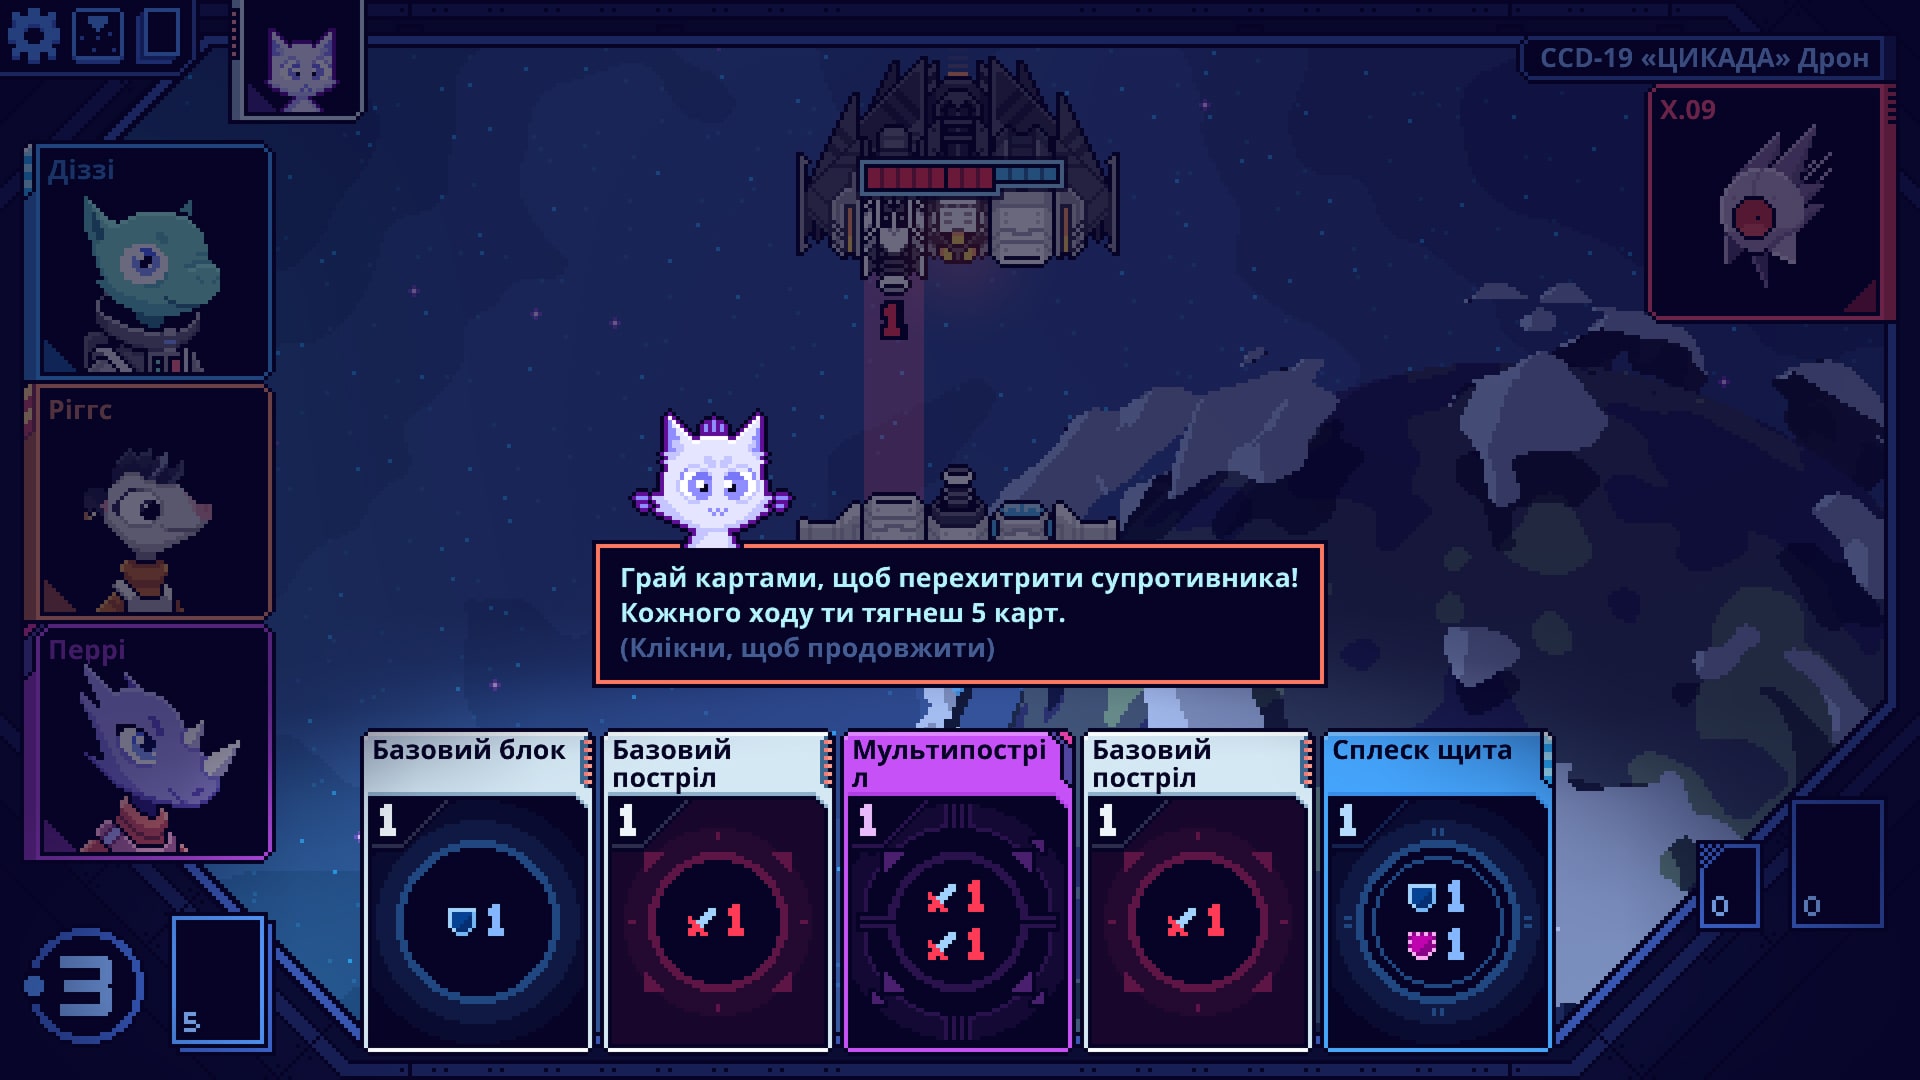 CCD-19 «ЦИКАДА» Дрон
X.09
Діззі
Ріггс
Перрі
1
Грай картами, щоб перехитрити супротивника!
Кожного ходу ти тягнеш 5 карт.
(Клікни, щоб продовжити)
Базовий блок
1
1
Базовий
постріл
1
1
Мультипострі
л
1
1
1
Базовий
постріл
1
1
Сплеск щита
1
1
1
3
5
0
0